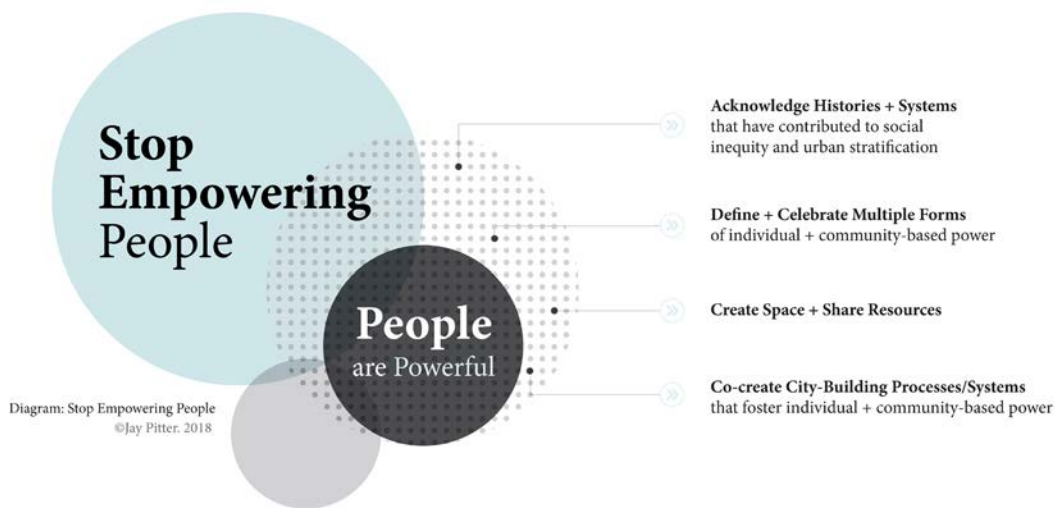 Stop
Empowering
People
People
are Powerful
Acknowledge Histories + Systems
that have contributed to social
inequity and urban stratification
Define + Celebrate Multiple Forms
of individual + community-based power
Create Space + Share Resources
Co-create City-Building Processes/Systems
that foster individual + community-based power
Diagram: Stop Empowering People
©Jay Pitter. 2018